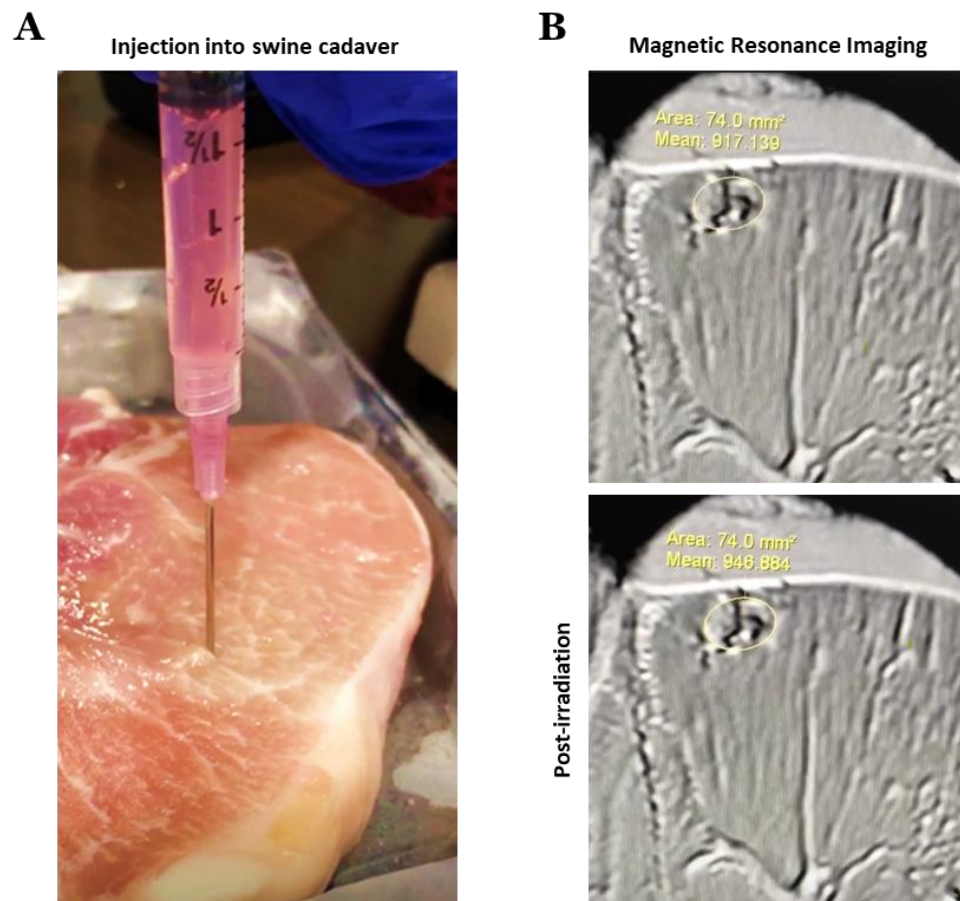 A
Injection into swine cadaver
1½
1
½
B
Magnetic Resonance Imaging
Area: 74.0 mm²
Mean: 917.139
Post-irradiation
Area: 74.0 mm²
Mean: 946.884